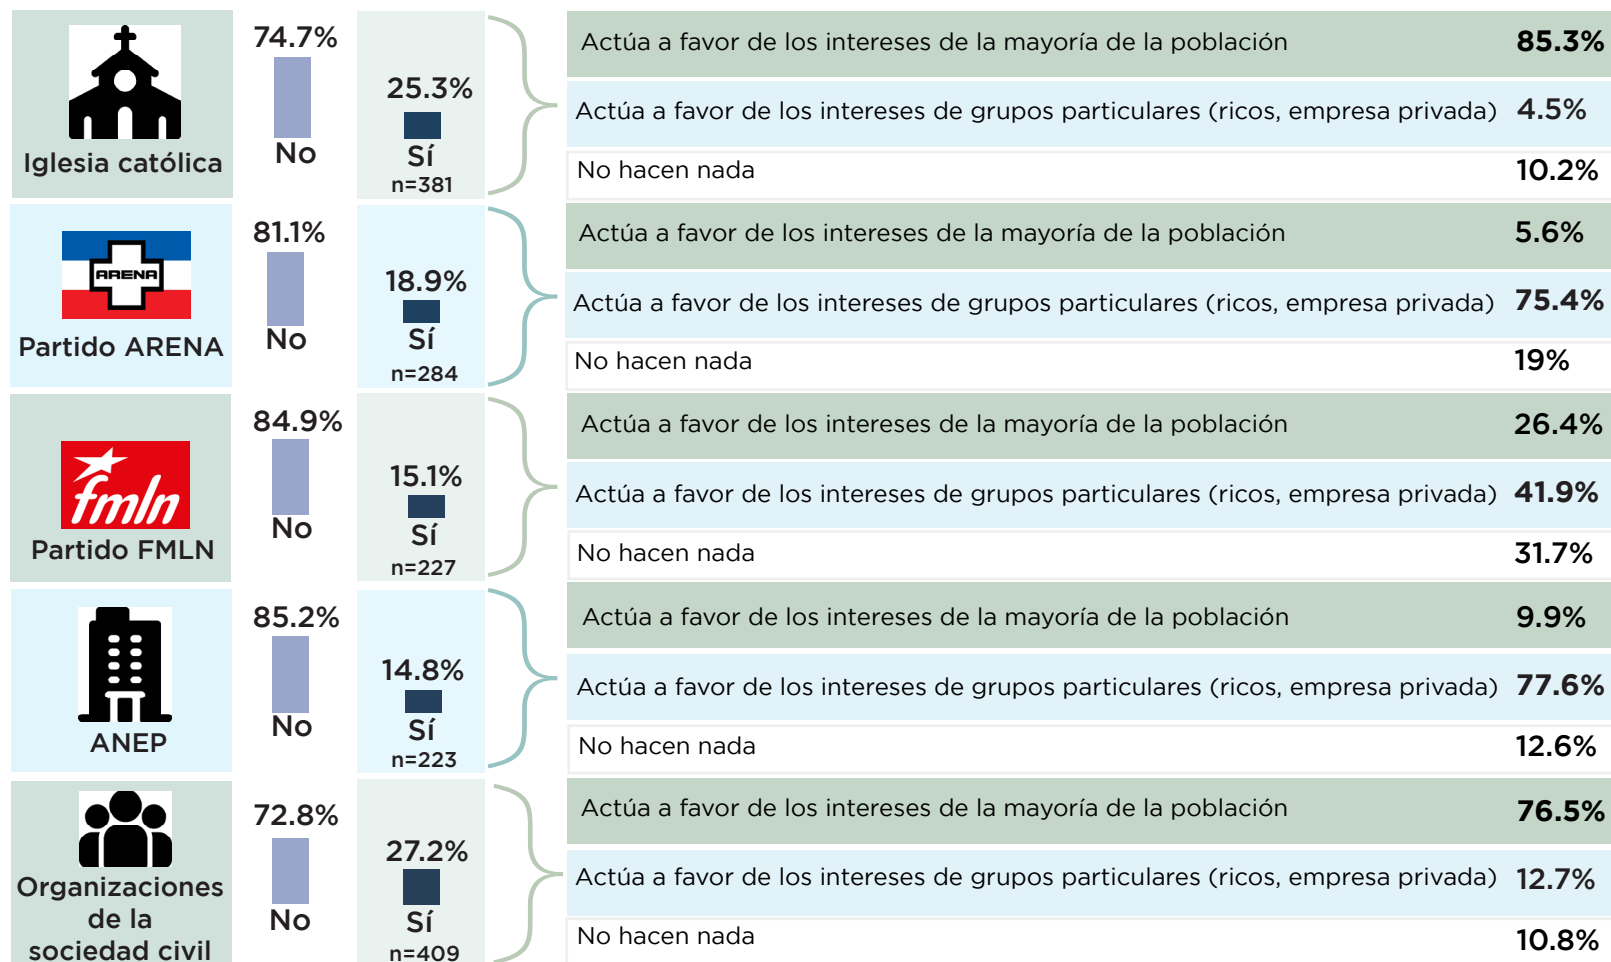 Iglesia católica
74.7%
No
25.3%
Sí
n=381
Actúa a favor de los intereses de la mayoría de la población 85.3%
Actúa a favor de los intereses de grupos particulares (ricos, empresa privada) 4.5%
No hacen nada 10.2%
ARENA
Partido ARENA
81.1%
No
18.9%
Sí
n=284
Actúa a favor de los intereses de la mayoría de la población 5.6%
Actúa a favor de los intereses de grupos particulares (ricos, empresa privada) 75.4%
No hacen nada 19%
fmln
Partido FMLN
84.9%
No
15.1%
Sí
n=227
Actúa a favor de los intereses de la mayoría de la población 26.4%
Actúa a favor de los intereses de grupos particulares (ricos, empresa privada) 41.9%
No hacen nada 31.7%
ANEP
85.2%
No
14.8%
Sí
n=223
Actúa a favor de los intereses de la mayoría de la población 9.9%
Actúa a favor de los intereses de grupos particulares (ricos, empresa privada) 77.6%
No hacen nada 12.6%
Organizaciones
de la
sociedad civil
72.8%
No
27.2%
Sí
n=409
Actúa a favor de los intereses de la mayoría de la población 76.5%
Actúa a favor de los intereses de grupos particulares (ricos, empresa privada) 12.7%
No hacen nada 10.8%